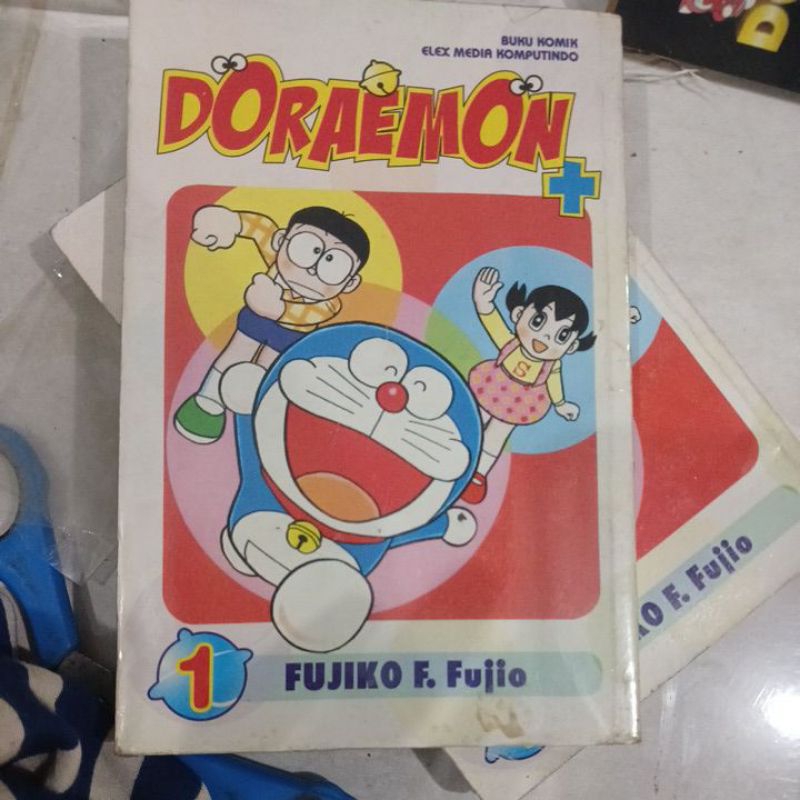 BUKU KOMIK
ELEX MEDIA KOMPUTINDO
DORAEMON
+
S
1
FUJIKO F. Fujio
KO F. Fujio